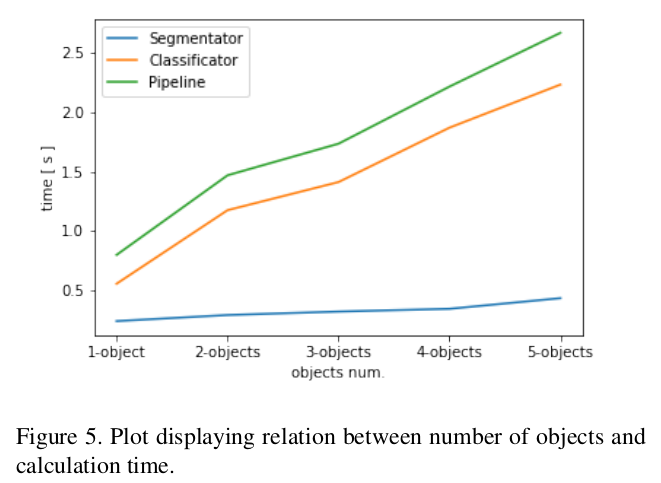 Segmentator
Classificator
Pipeline
2.5
2.0
1.5
1.0
0.5
time [ s ]
1-object 2-objects 3-objects 4-objects 5-objects
objects num.
Figure 5. Plot displaying relation between number of objects and
calculation time.